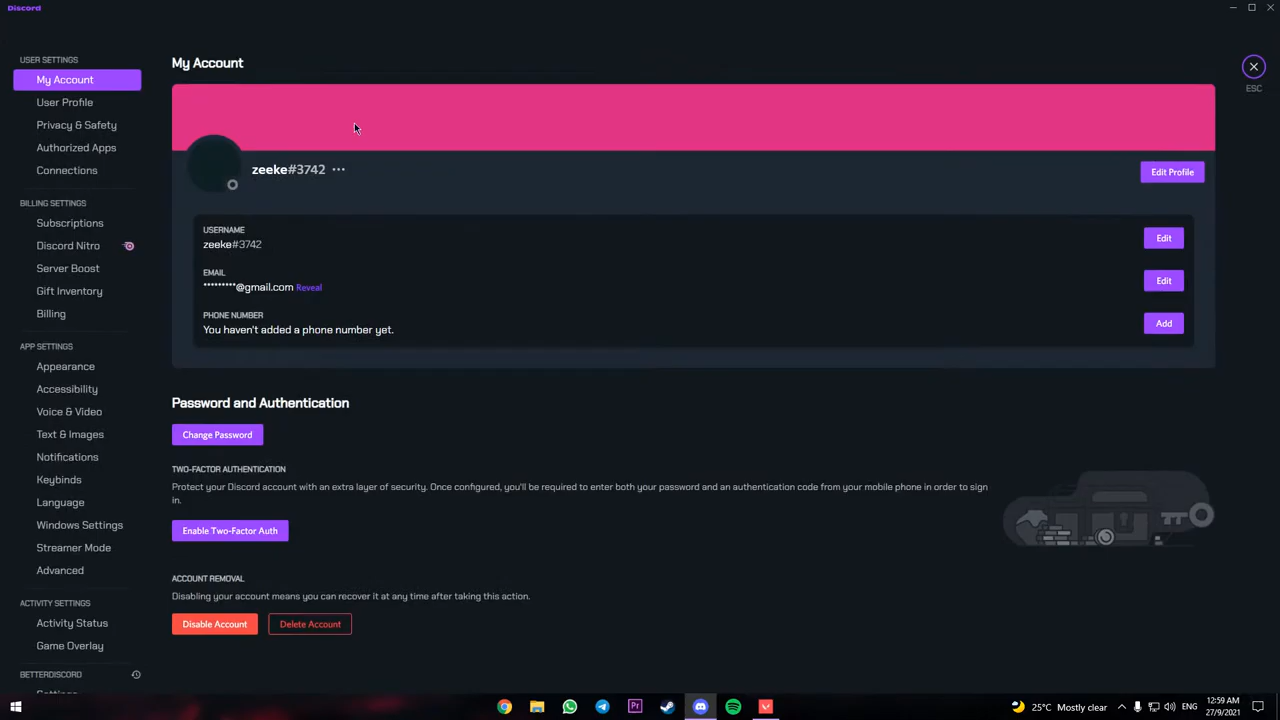 Discord
USER SETTINGS
My Account
User Profile
Privacy & Safety
Authorized Apps
Connections
BILLING SETTINGS
Subscriptions
Discord Nitro
Server Boost
Gift Inventory
Billing
APP SETTINGS
Appearance
Accessibility
Voice & Video
Text & Images
Notifications
Keybinds
Language
Windows Settings
Streamer Mode
Advanced
ACTIVITY SETTINGS
Activity Status
Game Overlay
BETTERDISCORD
Settings
My Account
ESC
zeeke#3742 ···
Edit Profile
USERNAME
zeeke#3742
Edit
EMAIL
*********@gmail.com Reveal
Edit
PHONE NUMBER
You haven't added a phone number yet.
Add
Password and Authentication
Change Password
TWO-FACTOR AUTHENTICATION
Protect your Discord account with an extra layer of security. Once configured, you'll be required to enter both your password and an authentication code from your mobile phone in order to sign
in.
Enable Two-Factor Auth
ACCOUNT REMOVAL
Disabling your account means you can recover it at any time after taking this action.
Disable Account
Delete Account
Pr
25°C Mostly clear
ENG
12:59 AM
27/9/2021